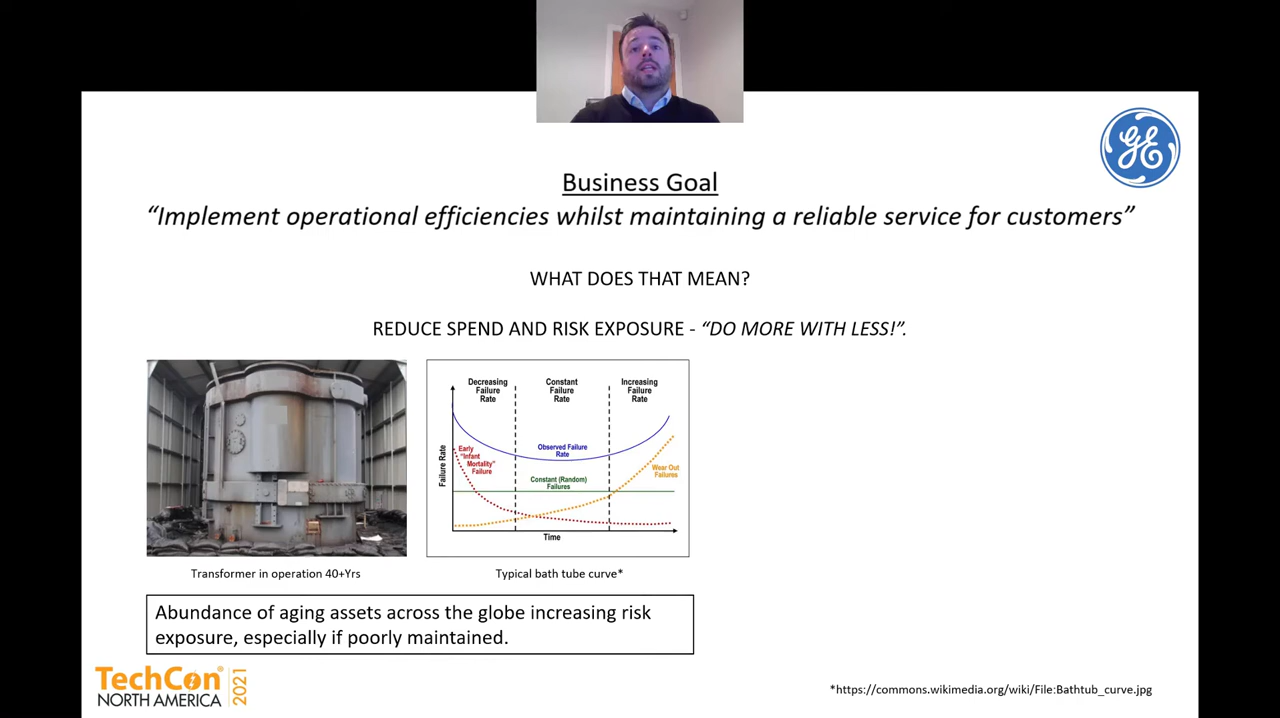 GE
Business Goal
“Implement operational efficiencies whilst maintaining a reliable service for customers”
WHAT DOES THAT MEAN?
REDUCE SPEND AND RISK EXPOSURE - “DO MORE WITH LESS!”.
Decreasing
Failure
Rate
Constant
Failure
Rate
Increasing
Failure
Rate
Failure Rate
Early
“Infant
Mortality”
Failure
Observed Failure
Rate
Constant (Random)
Failures
Wear Out
Failures
Time
Transformer in operation 40+Yrs
Typical bath tube curve*
Abundance of aging assets across the globe increasing risk
exposure, especially if poorly maintained.
TechCon® 2021
NORTH AMERICA
*https://commons.wikimedia.org/wiki/File:Bathtub_curve.jpg